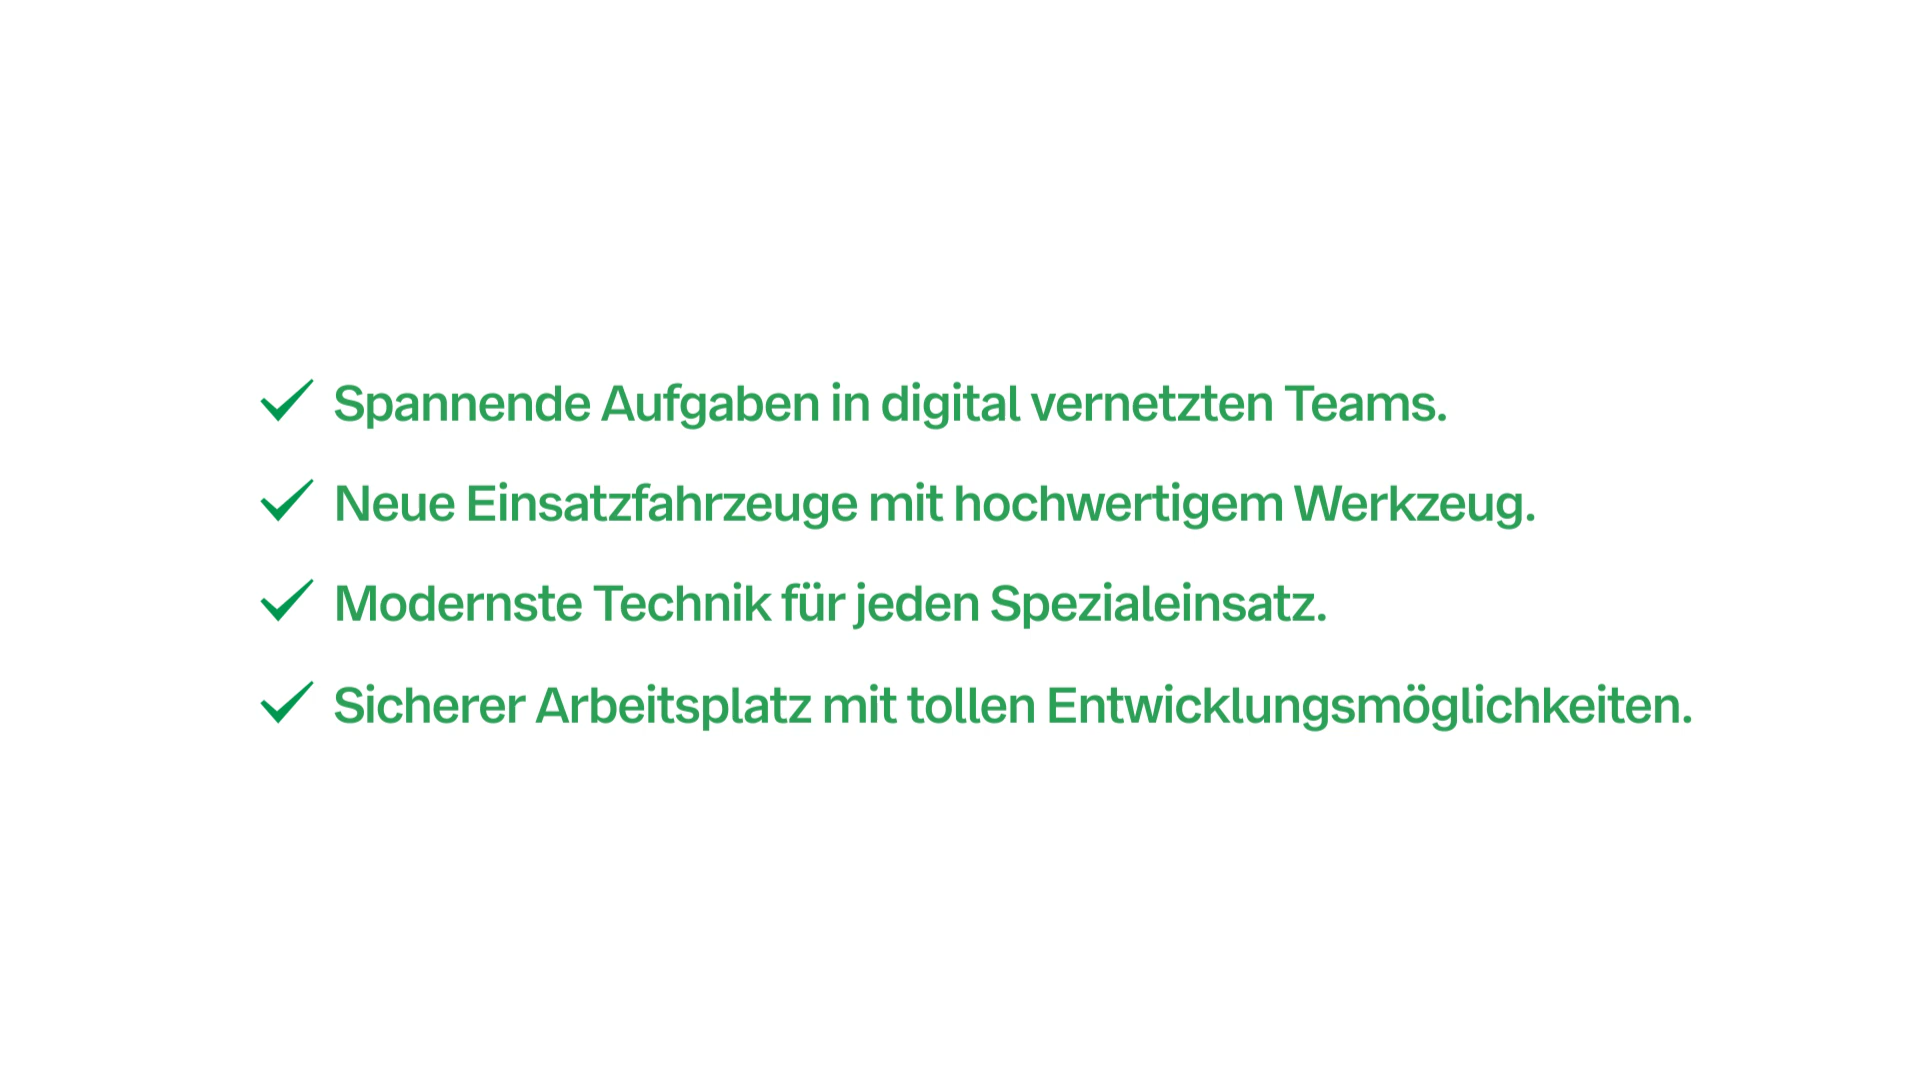 Spannende Aufgaben in digital vernetzten Teams.
Neue Einsatzfahrzeuge mit hochwertigem Werkzeug.
Modernste Technik für jeden Spezialeinsatz.
Sicherer Arbeitsplatz mit tollen Entwicklungsmöglichkeiten.